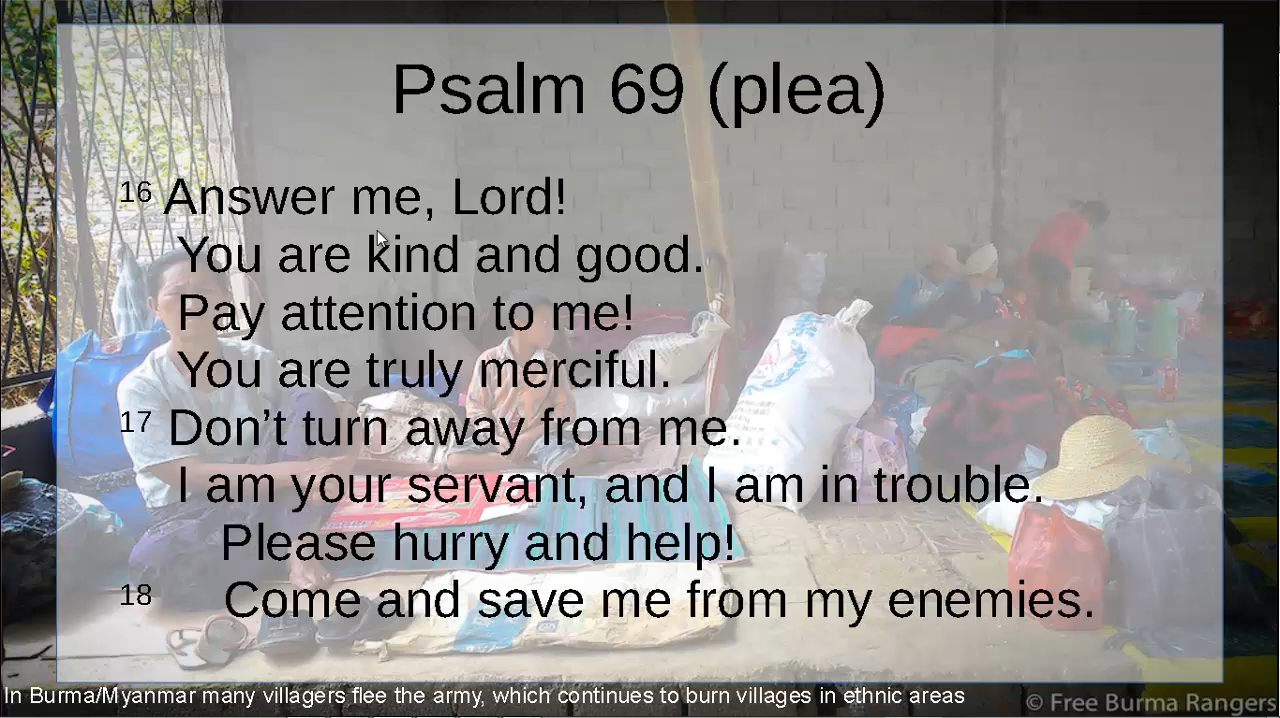 Psalm 69 (plea)
16 Answer me, Lord!
You are kind and good.
Pay attention to me!
You are truly merciful.
17 Don’t turn away from me.
I am your servant, and I am in trouble.
Please hurry and help!
18 Come and save me from my enemies.
In Burma/Myanmar many villagers flee the army, which continues to burn villages in ethnic areas
© Free Burma Rangers